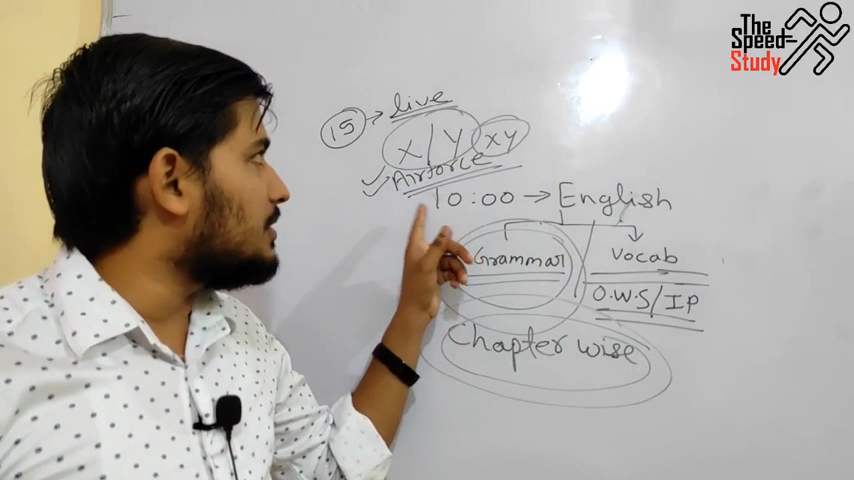 The
Speed
Study
15 → live
X/Y XY
Airforce
10:00 → English
Grammar Vocab
O.W.S/IP
Chapter wise